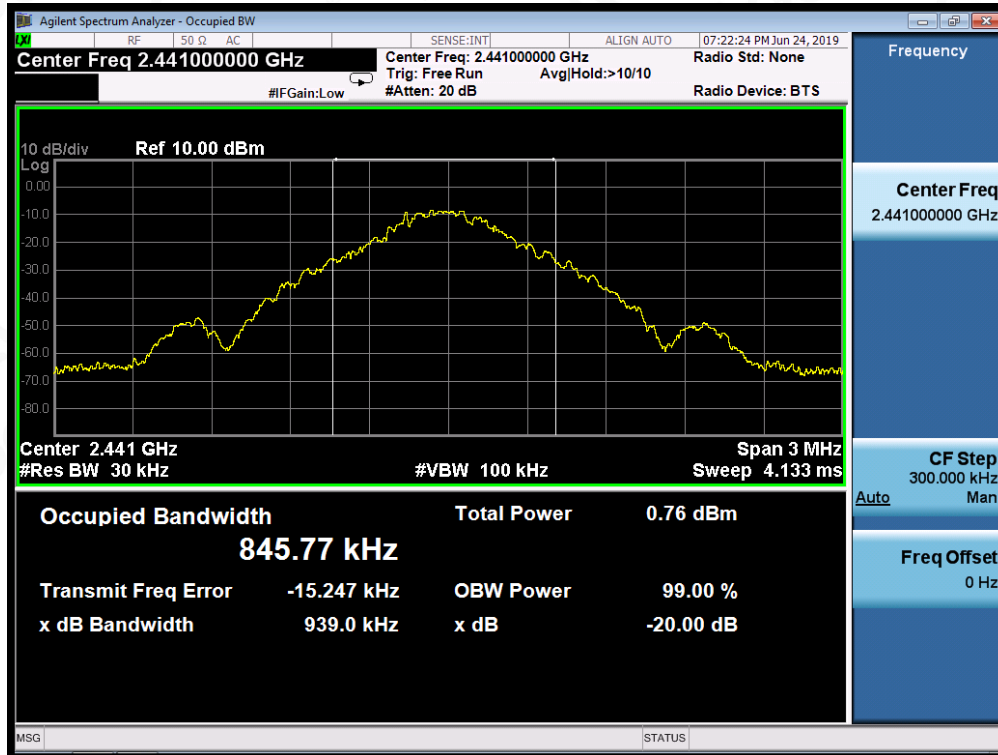 Agilent Spectrum Analyzer - Occupied BW
LXI RF 50 Ω AC SENSE:INT ALIGN AUTO 07:22:24 PM Jun 24, 2019
Center Freq 2.441000000 GHz
Center Freq: 2.441000000 GHz
Radio Std: None
Trig: Free Run Avg|Hold:>10/10
#IFGain:Low
#Atten: 20 dB
Radio Device: BTS
Frequency
10 dB/div Ref 10.00 dBm
Log
0.00
-10.0
-20.0
-30.0
-40.0
-50.0
-60.0
-70.0
-80.0
Center 2.441 GHz Span 3 MHz
#Res BW 30 kHz #VBW 100 kHz Sweep 4.133 ms
Center Freq
2.441000000 GHz
CF Step
300.000 kHz
Auto Man
Freq Offset
0 Hz
Occupied Bandwidth
845.77 kHz
Total Power 0.76 dBm
Transmit Freq Error -15.247 kHz OBW Power 99.00 %
x dB Bandwidth 939.0 kHz x dB -20.00 dB
MSG STATUS